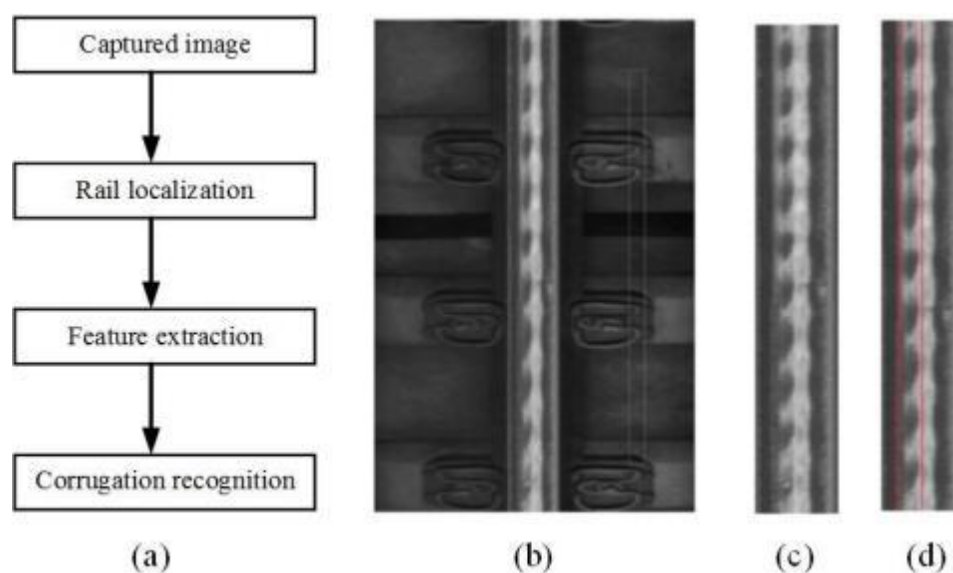 Captured image
Rail localization
Feature extraction
Corrugation recognition
(a)
(b)
(c)
(d)